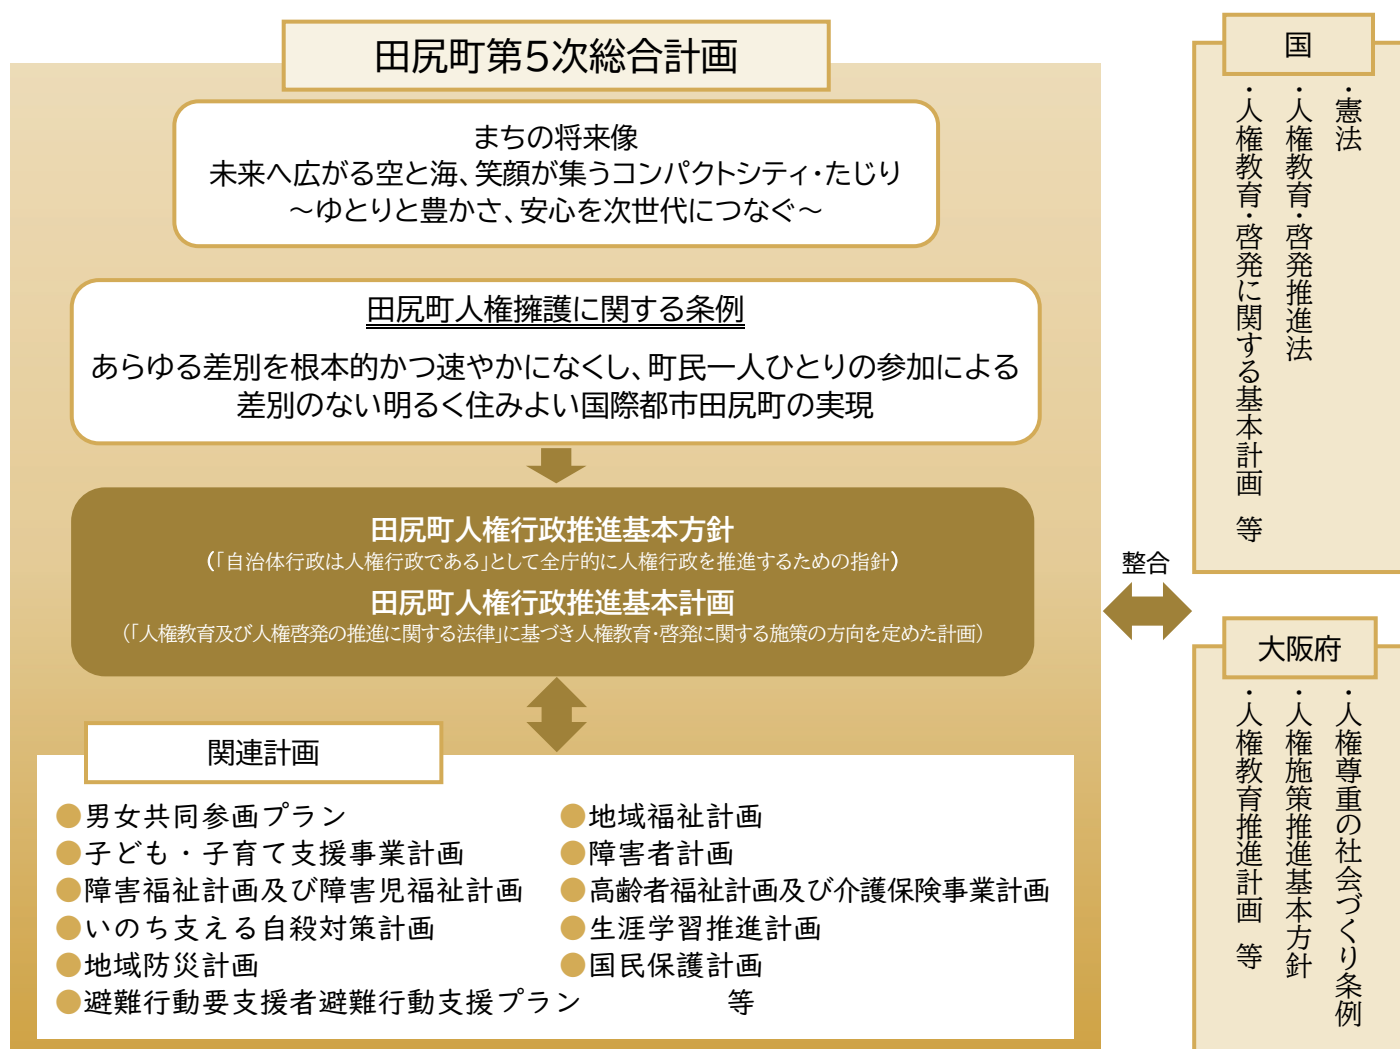 田尻町第5次総合計画
まちの将来像
未来へ広がる空と海、笑顔が集うコンパクトシティ・たじり
～ゆとりと豊かさ、安心を次世代につなぐ～
田尻町人権擁護に関する条例
あらゆる差別を根本的かつ速やかになくし、町民一人ひとりの参加による
差別のない明るく住みよい国際都市田尻町の実現
田尻町人権行政推進基本方針
(「自治体行政は人権行政である」として全庁的に人権行政を推進するための指針)
田尻町人権行政推進基本計画
(「人権教育及び人権啓発の推進に関する法律」に基づき人権教育・啓発に関する施策の方向を定めた計画)
関連計画
●男女共同参画プラン
●子ども・子育て支援事業計画
●障害福祉計画及び障害児福祉計画
●いのち支える自殺対策計画
●地域防災計画
●避難行動要支援者避難行動支援プラン
●地域福祉計画
●障害者計画
●高齢者福祉計画及び介護保険事業計画
●生涯学習推進計画
●国民保護計画
等
整合
国
・憲法
・人権教育・啓発推進法
・人権教育・啓発に関する基本計画 等
大阪府
・人権尊重の社会づくり条例
・人権施策推進基本方針
・人権教育推進計画 等